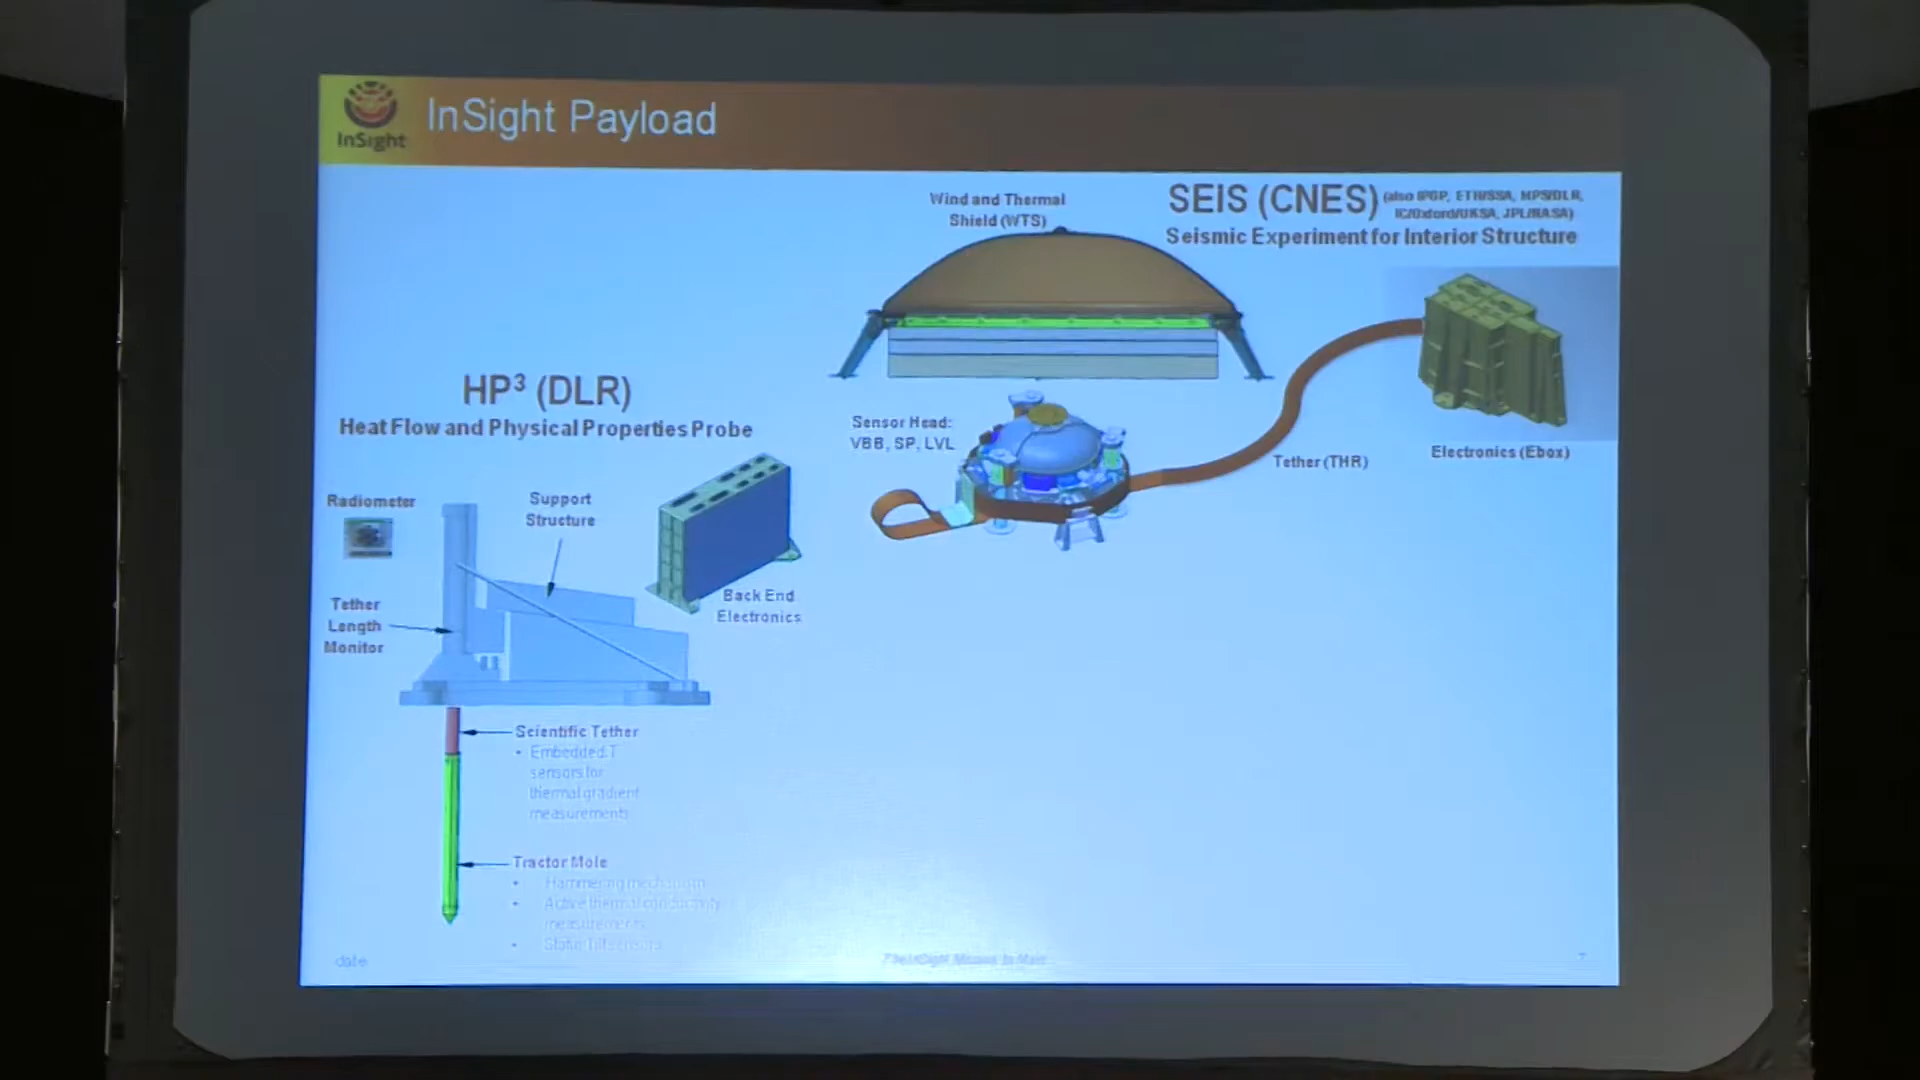 InSight
InSight Payload
Wind and Thermal
Shield (WTS)
SEIS (CNES) (also IPGP, ETH/SSA, MPS/DLR,
IC/Oxford/UKSA, JPL/NASA)
Seismic Experiment for Interior Structure
HP³ (DLR)
Heat Flow and Physical Properties Probe
Sensor Head:
VBB, SP, LVL
Tether (THR)
Electronics (Ebox)
Radiometer
Support
Structure
Back End
Electronics
Tether
Length
Monitor
Scientific Tether
• Embedded T
sensors for
thermal gradient
measurements
Tractor Mole
• Hammering mechanism
• Active thermal conductivity
measurements
• Static Tilt sensors
date
The InSight Mission to Mars
7